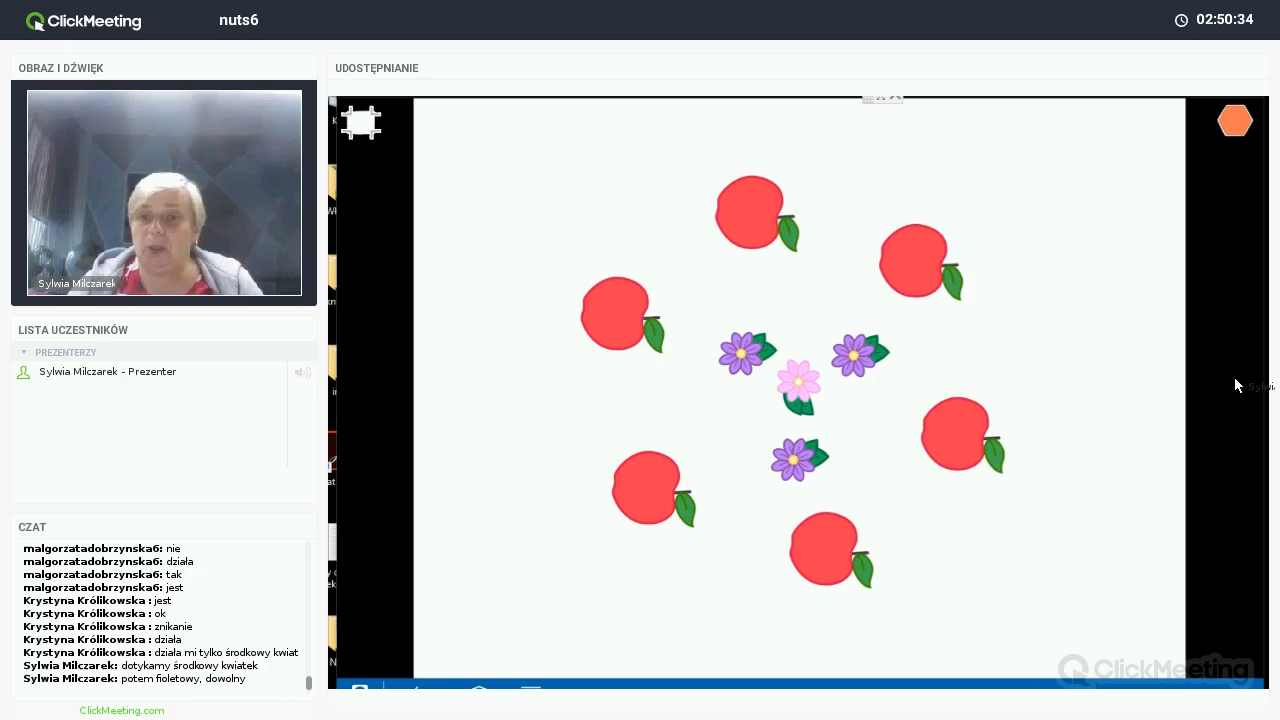 ClickMeeting
nuts6
02:50:34
OBRAZ I DŹWIĘK
Sylwia Milczarek
LISTA UCZESTNIKÓW
PREZENTERZY
Sylwia Milczarek - Prezenter
CZAT
malgorzatadobrzynska6: nie
malgorzatadobrzynska6: działa
malgorzatadobrzynska6: tak
malgorzatadobrzynska6: jest
Krystyna Królikowska : jest
Krystyna Królikowska : ok
Krystyna Królikowska : znikanie
Krystyna Królikowska : działa
Krystyna Królikowska : działa mi tylko środkowy kwiat
Sylwia Milczarek: dotykamy środkowy kwiatek
Sylwia Milczarek: potem fioletowy, dowolny
ClickMeeting.com
UDOSTĘPNIANIE
ClickMeeting